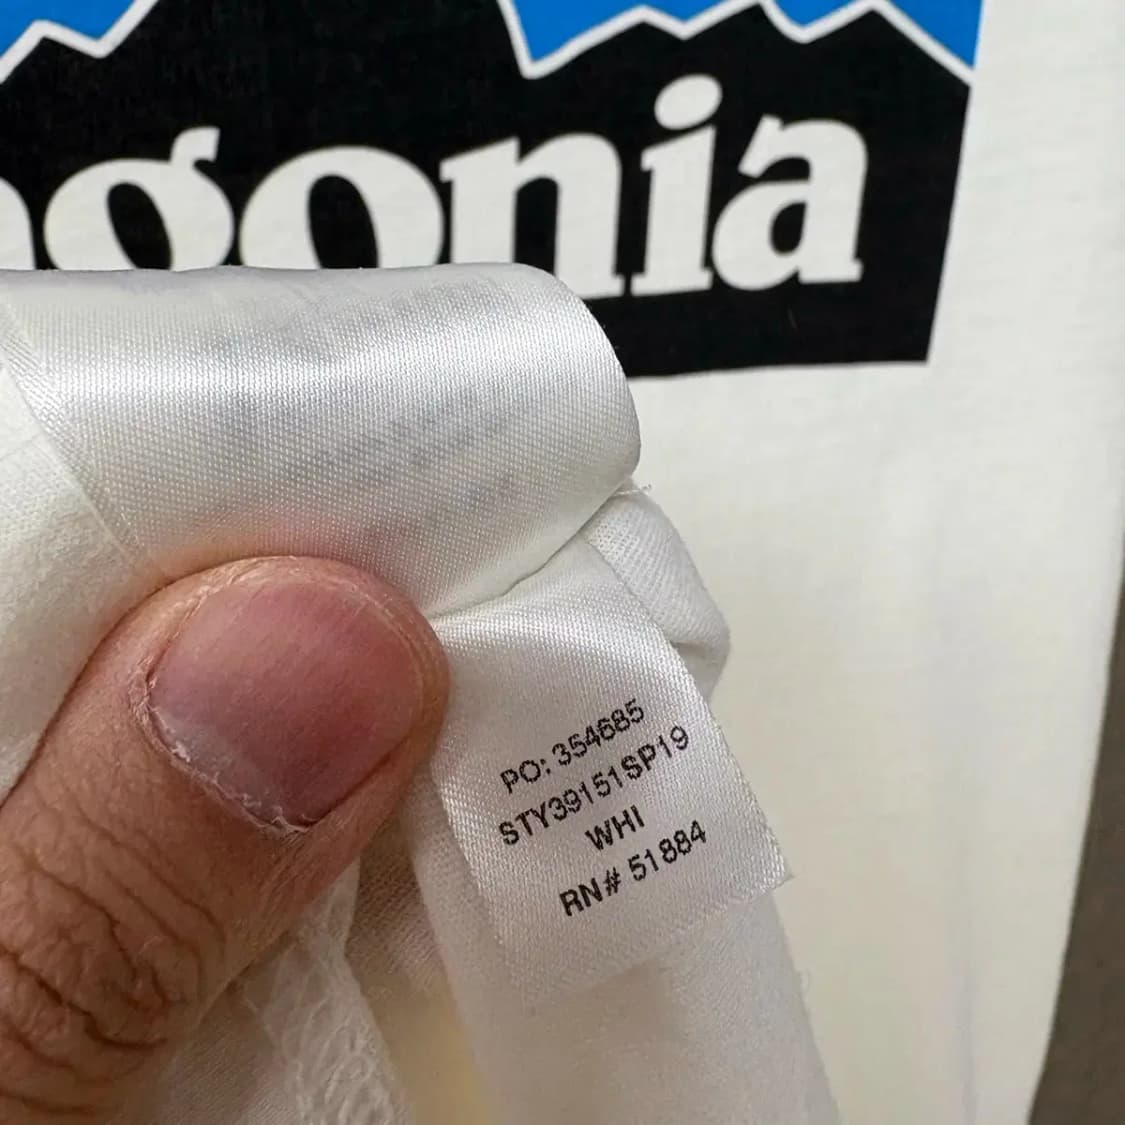 agonia
PO: 354685
STY39151SP19
WHI
RN# 51884